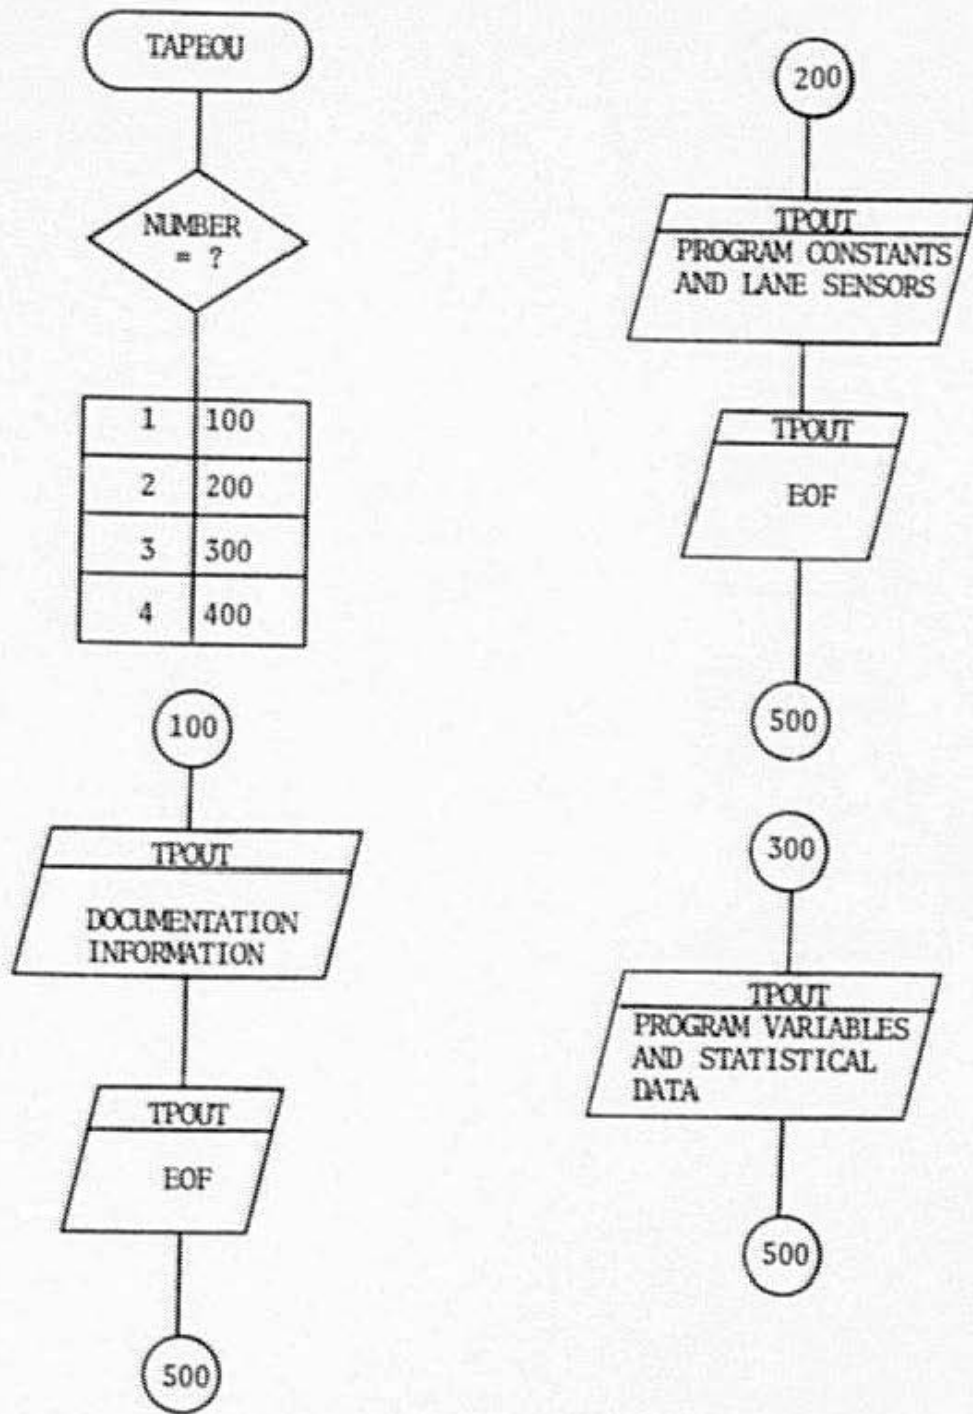 TAPEOU
NUMBER
= ?
1 100
2 200
3 300
4 400
100
TPOUT
DOCUMENTATION
INFORMATION
TPOUT
EOF
500
200
TPOUT
PROGRAM CONSTANTS
AND LANE SENSORS
TPOUT
EOF
500
300
TPOUT
PROGRAM VARIABLES
AND STATISTICAL
DATA
500